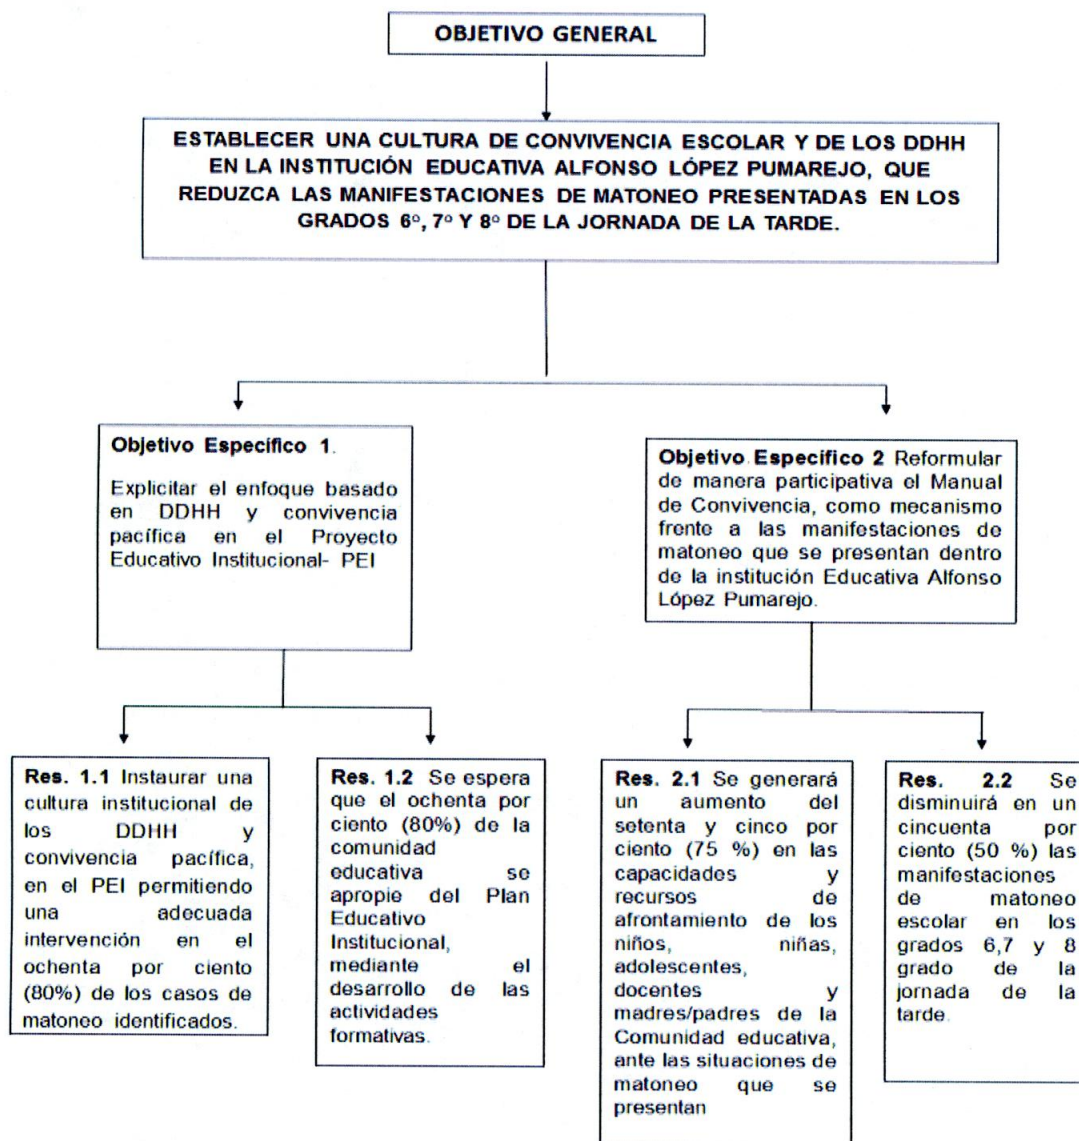 OBJETIVO GENERAL
ESTABLECER UNA CULTURA DE CONVIVENCIA ESCOLAR Y DE LOS DDHH
EN LA INSTITUCIÓN EDUCATIVA ALFONSO LÓPEZ PUMAREJO, QUE
REDUZCA LAS MANIFESTACIONES DE MATONEO PRESENTADAS EN LOS
GRADOS 6º, 7º Y 8º DE LA JORNADA DE LA TARDE.
Objetivo Específico 1.
Explicitar el enfoque basado
en DDHH y convivencia
pacífica en el Proyecto
Educativo Institucional- PEI
Objetivo Específico 2 Reformular
de manera participativa el Manual
de Convivencia, como mecanismo
frente a las manifestaciones de
matoneo que se presentan dentro
de la institución Educativa Alfonso
López Pumarejo.
Res. 1.1 Instaurar una
cultura institucional de
los DDHH y
convivencia pacífica,
en el PEI permitiendo
una adecuada
intervención en el
ochenta por ciento
(80%) de los casos de
matoneo identificados.
Res. 1.2 Se espera
que el ochenta por
ciento (80%) de la
comunidad
educativa se
apropie del Plan
Educativo
Institucional,
mediante el
desarrollo de las
actividades
formativas.
Res. 2.1 Se generará
un aumento del
setenta y cinco por
ciento (75 %) en las
capacidades y
recursos de
afrontamiento de los
niños, niñas,
adolescentes,
docentes y
madres/padres de la
Comunidad educativa,
ante las situaciones de
matoneo que se
presentan
Res. 2.2 Se
disminuirá en un
cincuenta por
ciento (50 %) las
manifestaciones
de matoneo
escolar en los
grados 6,7 y 8
grado de la
jornada de la
tarde.